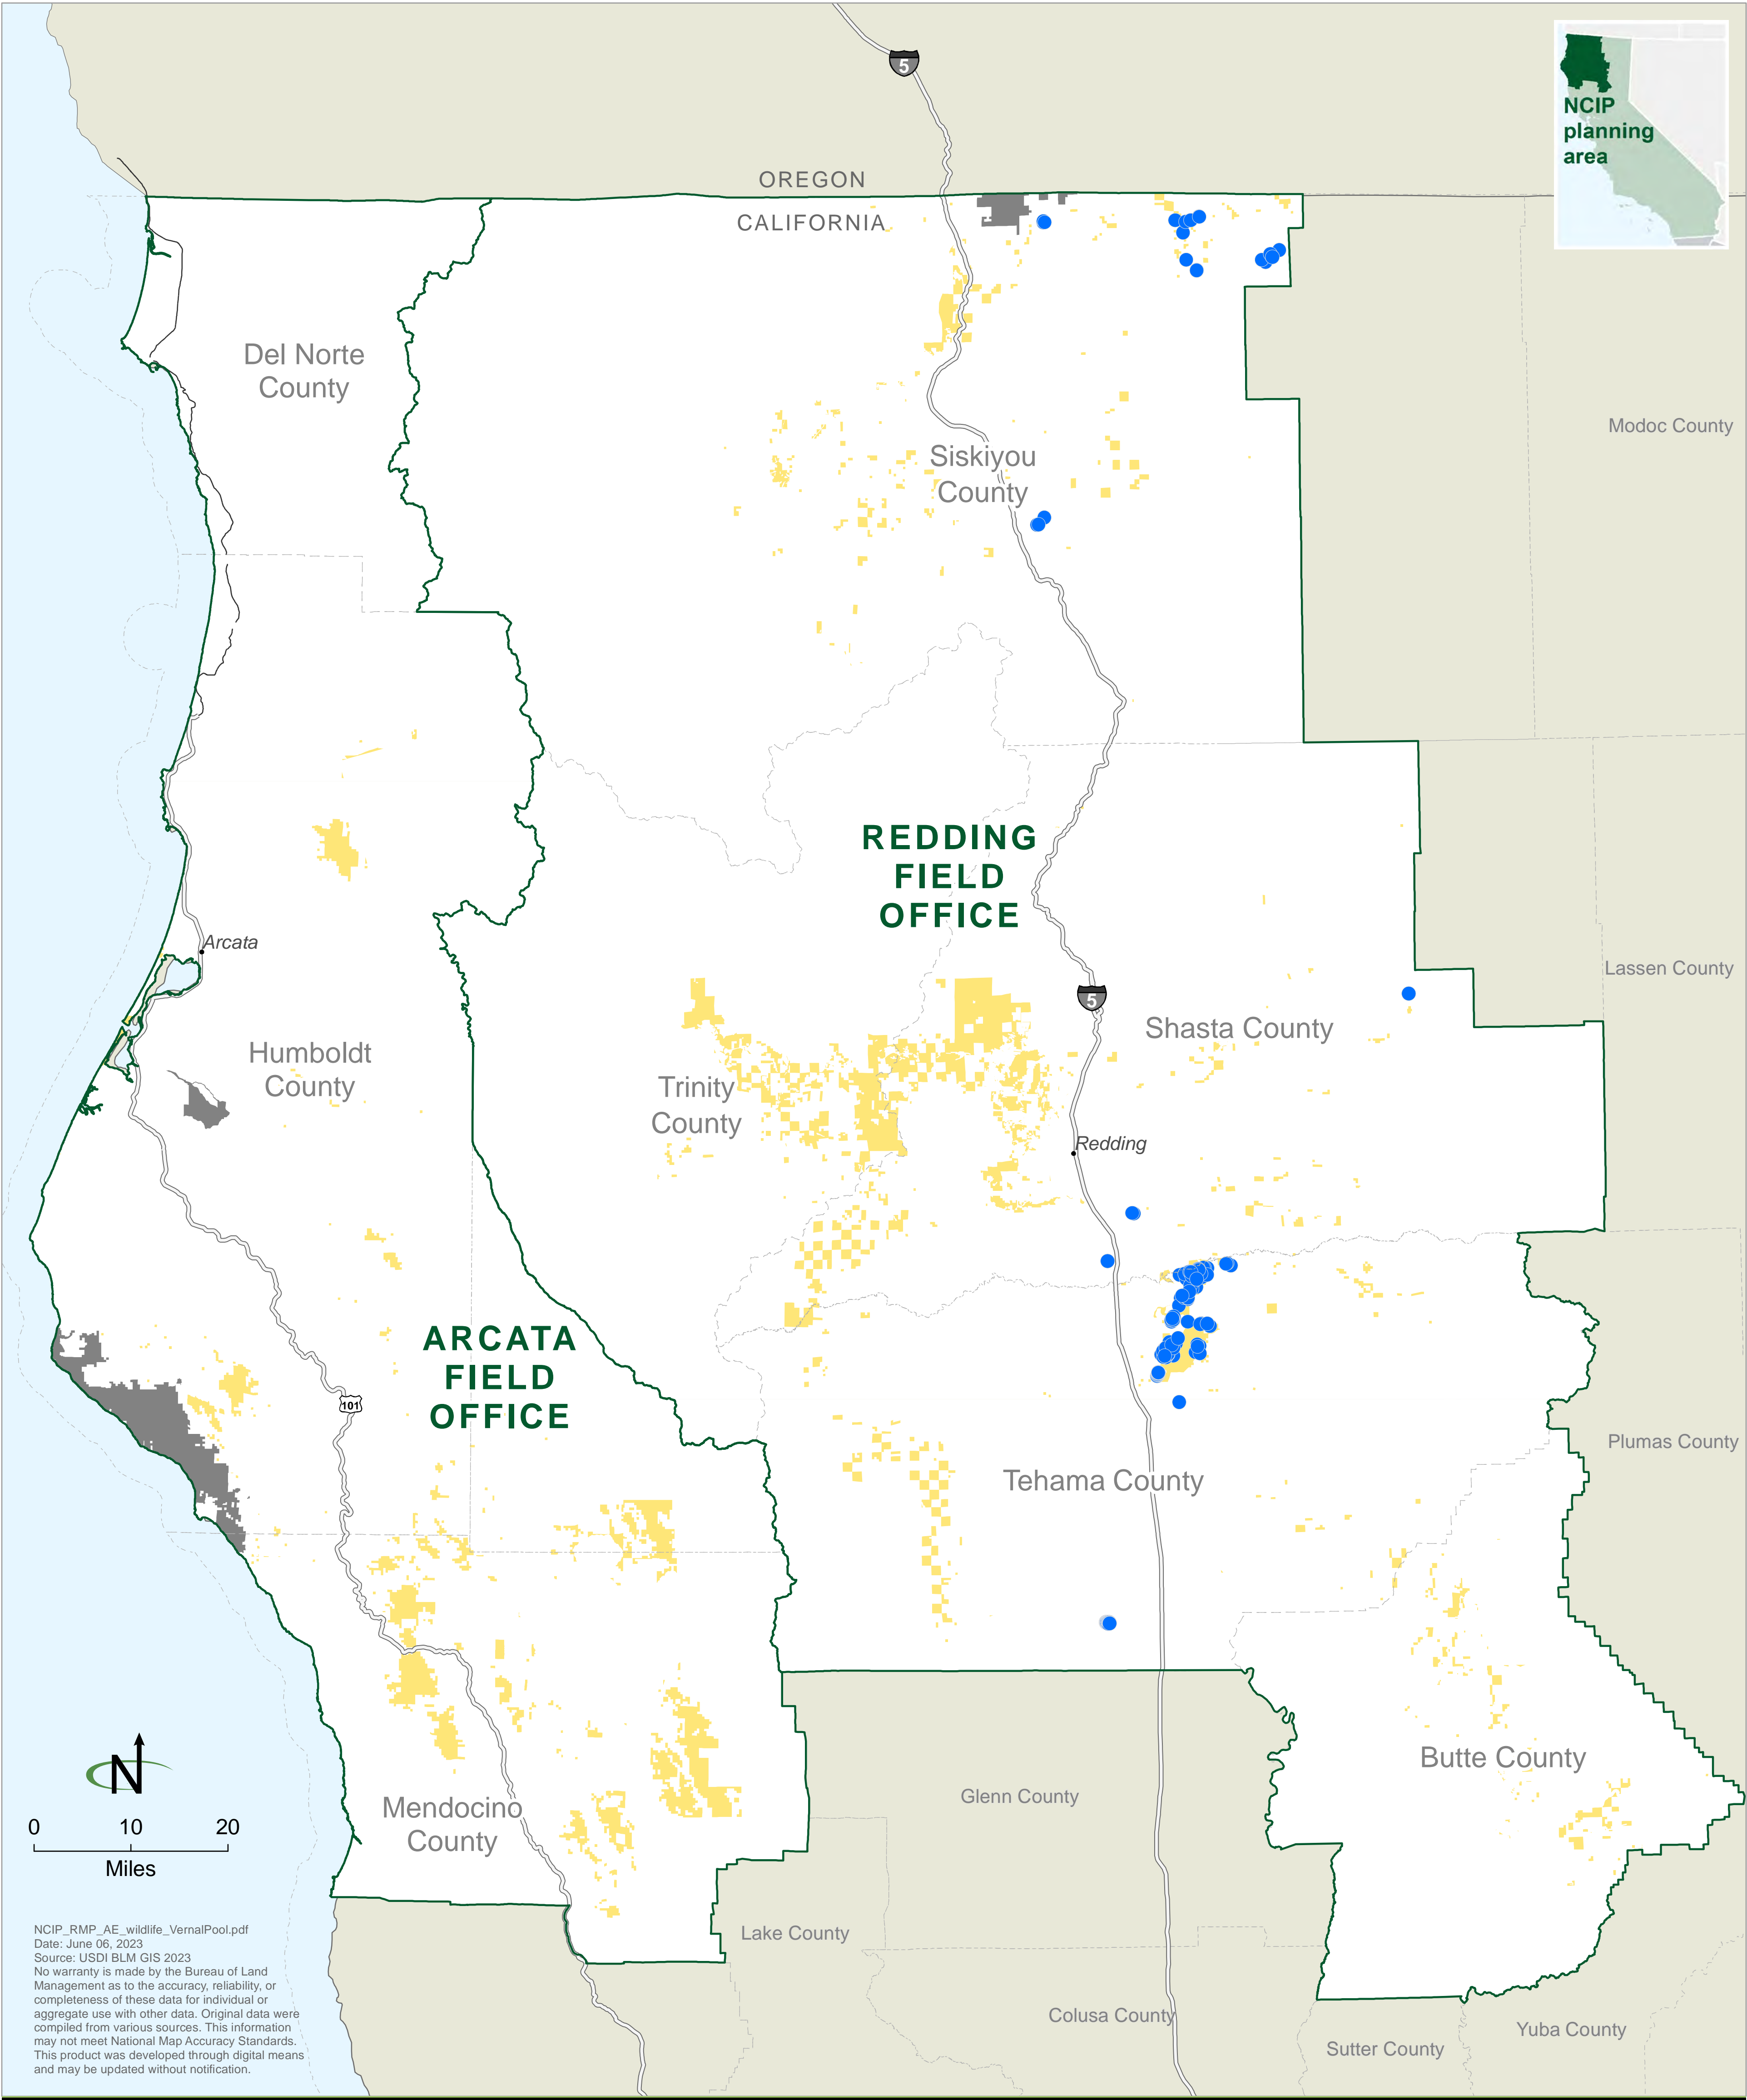 5
NCIP
planning
area
OREGON
CALIFORNIA
Del Norte
County
Modoc County
Siskiyou
County
REDDING
FIELD
OFFICE
Arcata
Lassen County
5
Shasta County
Humboldt
County
Trinity
County
Redding
ARCATA
FIELD
OFFICE
101
Plumas County
Tehama County
N
Butte County
Glenn County
Mendocino
County
0 10 20
Miles
NCIP_RMP_AE_wildlife_VernalPool.pdf
Date: June 06, 2023
Source: USDI BLM GIS 2023
No warranty is made by the Bureau of Land
Management as to the accuracy, reliability, or
completeness of these data for individual or
aggregate use with other data. Original data were
compiled from various sources. This information
may not meet National Map Accuracy Standards.
This product was developed through digital means
and may be updated without notification.
Lake County
Colusa County
Sutter County
Yuba County